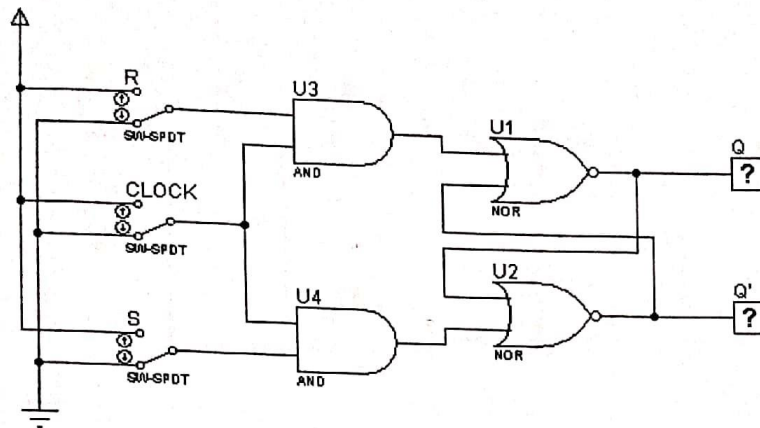 R
SW-SPDT
U3
AND
U1
NOR
Q
?
CLOCK
SW-SPDT
S
SW-SPDT
U4
AND
U2
NOR
Q'
?